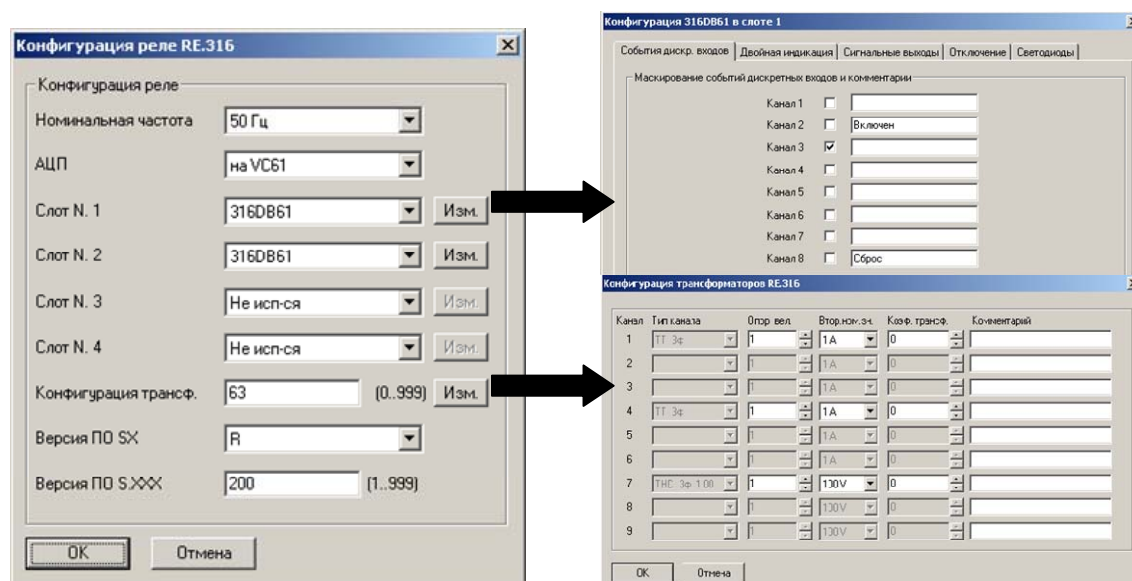 Конфигурация реле RE.316
Конфигурация реле
Номинальная частота 50 Гц
АЦП на VC61
Слот N. 1 316DB61 Изм.
Слот N. 2 316DB61 Изм.
Слот N. 3 Не исп-ся Изм.
Слот N. 4 Не исп-ся Изм.
Конфигурация трансф. 63 (0..999) Изм.
Версия ПО SX R
Версия ПО S.XXX 200 (1..999)
OK Отмена
Конфигурация 316DB61 в слоте 1
События дискр. входов Двойная индикация Сигнальные выходы Отключение Светодиоды
Маскирование событий дискретных входов и комментарии
Канал 1
Канал 2 Включен
Канал 3
Канал 4
Канал 5
Канал 6
Канал 7
Канал 8 Сброс
Конфигурация трансформаторов RE.316
Канал Тип канала Опор. вел. Втор.ном.зн. Коэф. трансф. Комментарий
1 ТТ 3ф 1 1A 0
2 1 1A 0
3 1 1A 0
4 ТТ 3ф 1 1A 0
5 1 1A 0
6 1 1A 0
7 ТНС 3ф 100 1 100V 0
8 1 100V 0
9 1 100V 0
OK Отмена